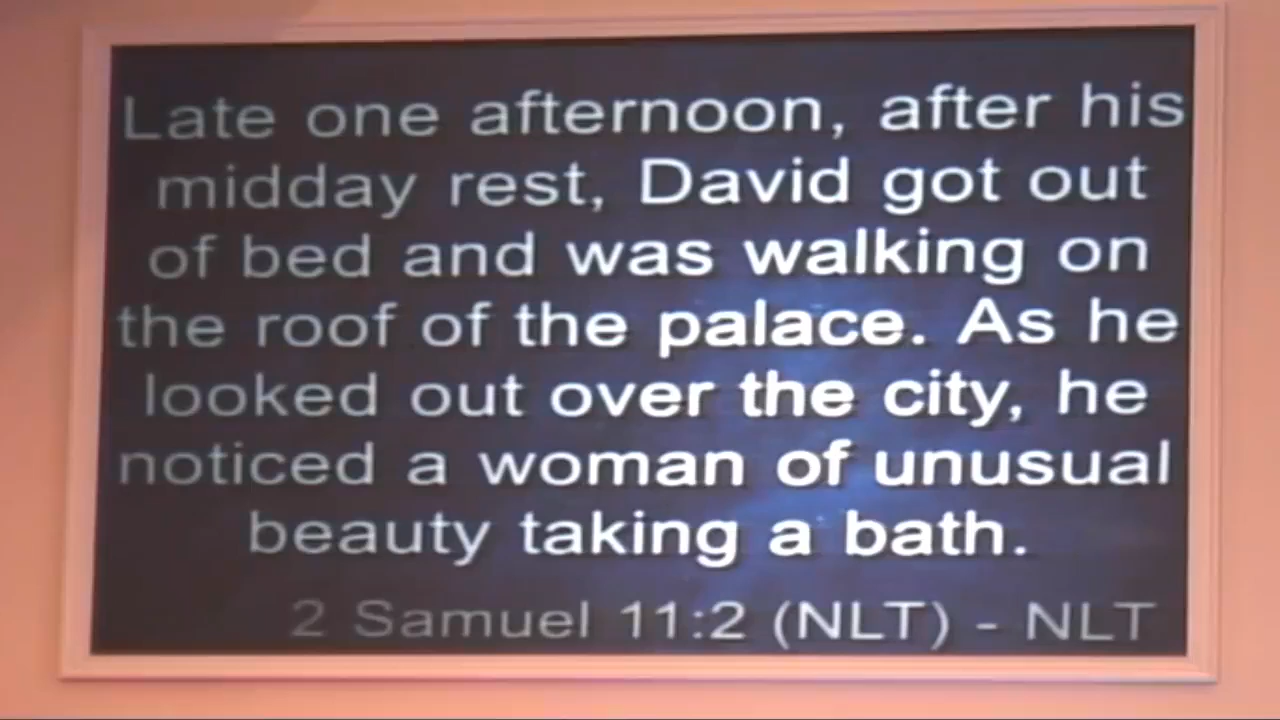 Late one afternoon, after his
midday rest, David got out
of bed and was walking on
the roof of the palace. As he
looked out over the city, he
noticed a woman of unusual
beauty taking a bath.
2 Samuel 11:2 (NLT) - NLT